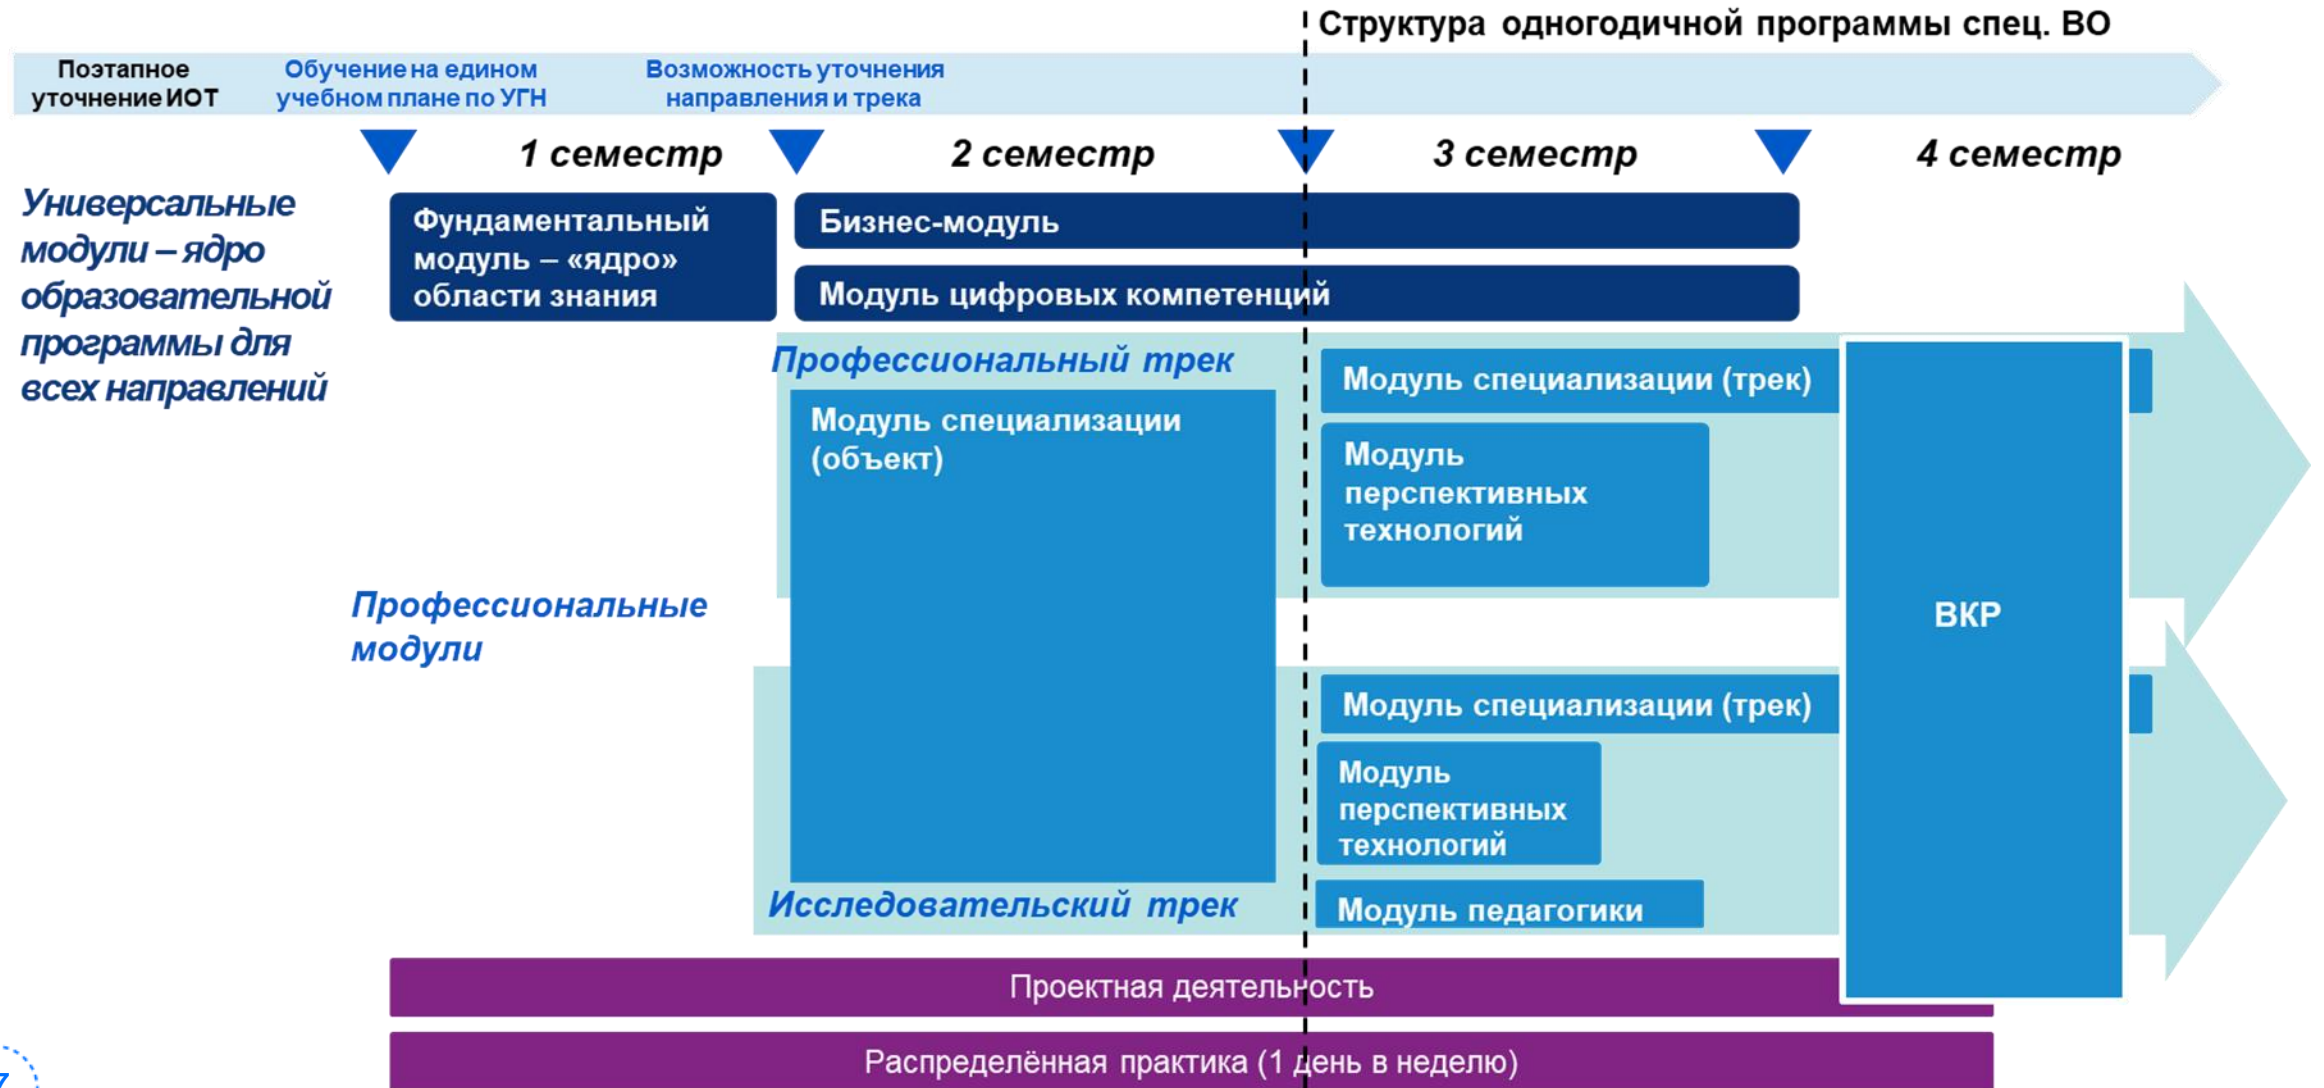 Структура одногодичной программы спец. ВО
Поэтапное
уточнение ИОТ
Обучение на едином
учебном плане по УГН
Возможность уточнения
направления и трека
1 семестр
2 семестр
3 семестр
4 семестр
Универсальные
модули – ядро
образовательной
программы для
всех направлений
Фундаментальный
модуль – «ядро»
области знания
Бизнес-модуль
Модуль цифровых компетенций
Профессиональный трек
Модуль специализации
(объект)
Модуль специализации (трек)
Модуль
перспективных
технологий
Профессиональные
модули
ВКР
Модуль специализации (трек)
Модуль
перспективных
технологий
Исследовательский трек
Модуль педагогики
Проектная деятельность
Распределённая практика (1 день в неделю)
7